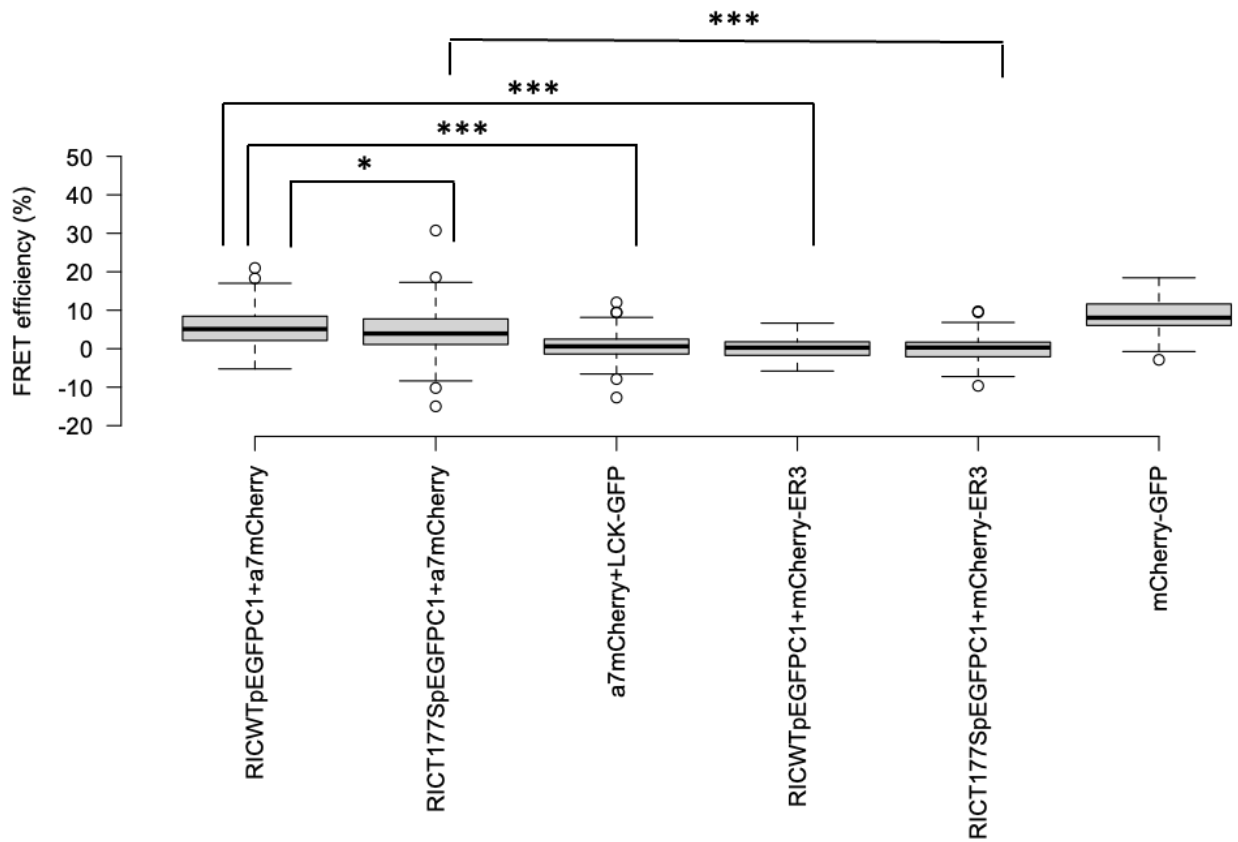 ***
***
***
*
50
40
30
20
10
0
-10
-20
FRET efficiency (%)
RICWTpEGFPC1+a7mCherry
RICT177SpEGFPC1+a7mCherry
a7mCherry+LCK-GFP
RICWTpEGFPC1+mCherry-ER3
RICT177SpEGFPC1+mCherry-ER3
mCherry-GFP